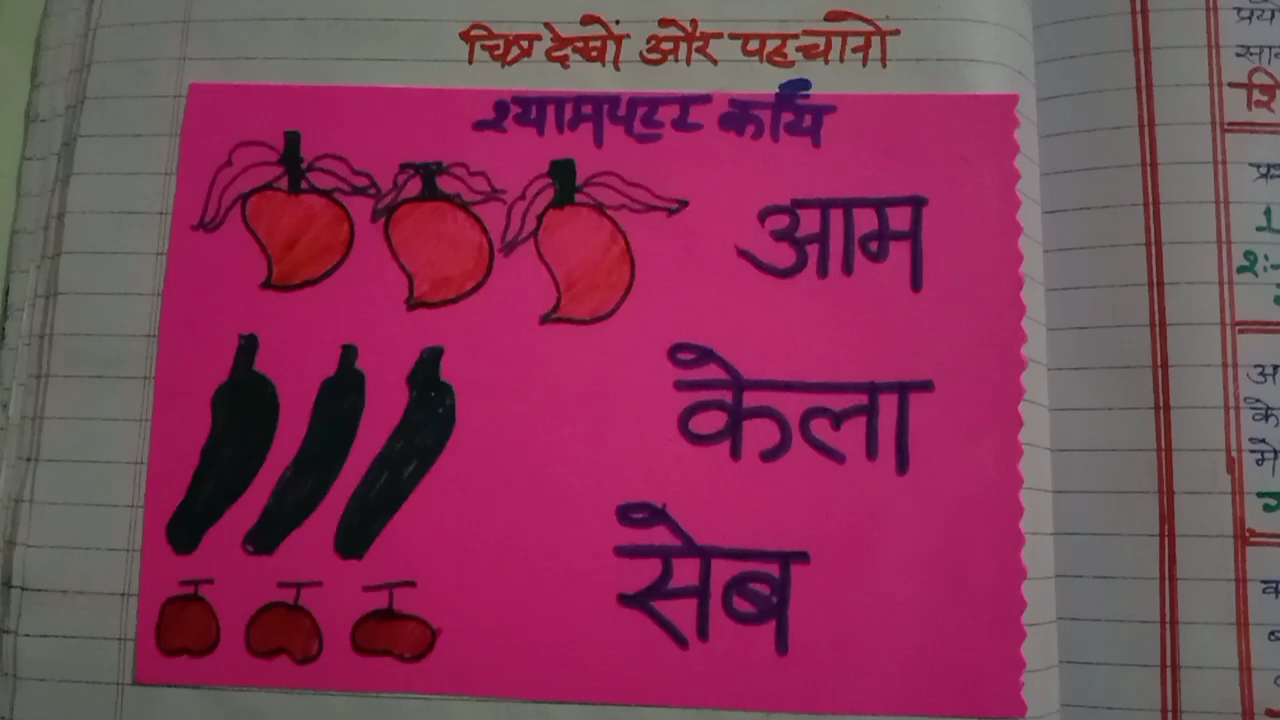 चित्र देखों और पहचानो
श्यामपट्ट कार्य
आम
केला
सेब